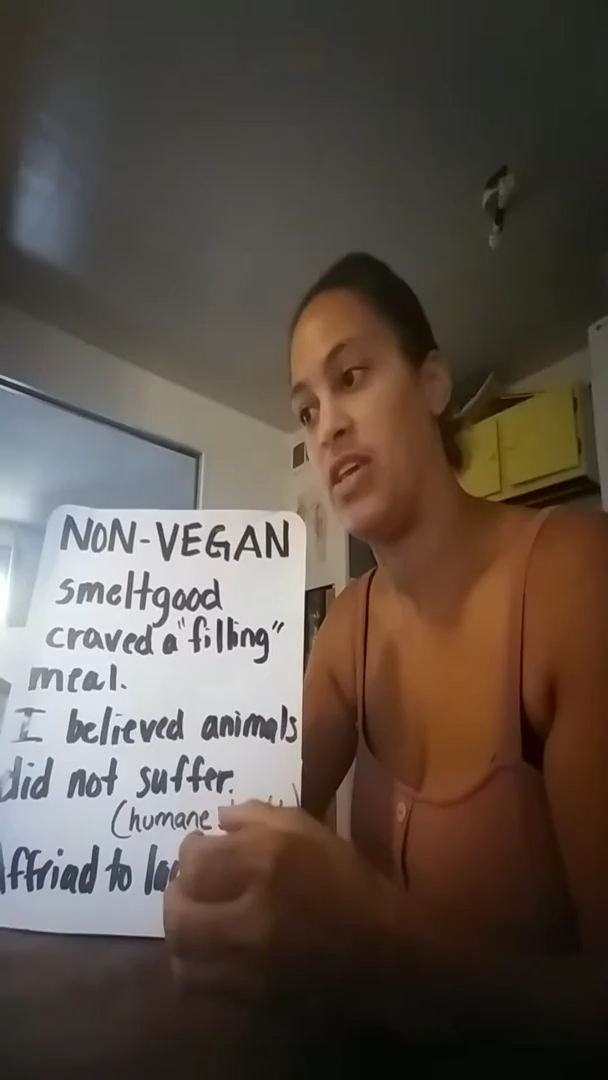 NON-VEGAN
smeltgood
craved a "filling"
meal.
I believed animals
did not suffer.
(humane
Affriad to